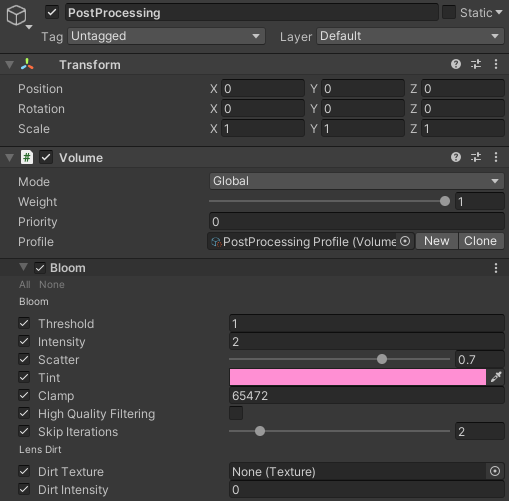 PostProcessing Static
Tag Untagged Layer Default
Transform
Position X 0 Y 0 Z 0
Rotation X 0 Y 0 Z 0
Scale X 1 Y 1 Z 1
# Volume
Mode Global
Weight 1
Priority 0
Profile PostProcessing Profile (Volume New Clone
Bloom
All None
Bloom
Threshold 1
Intensity 2
Scatter 0.7
Tint
Clamp 65472
High Quality Filtering
Skip Iterations 2
Lens Dirt
Dirt Texture None (Texture)
Dirt Intensity 0